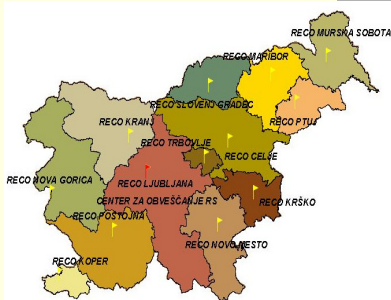 RECO MURSKA SOBOTA
RECO MARIBOR
RECO SLOVENJ GRADEC
RECO PTUJ
RECO KRANJ
RECO TRBOVLJE
RECO CELJE
RECO NOVA GORICA
RECO LJUBLJANA
CENTER ZA OBVEŠČANJE RS
RECO KRŠKO
RECO POSTOJNA
RECO NOVO MESTO
RECO KOPER